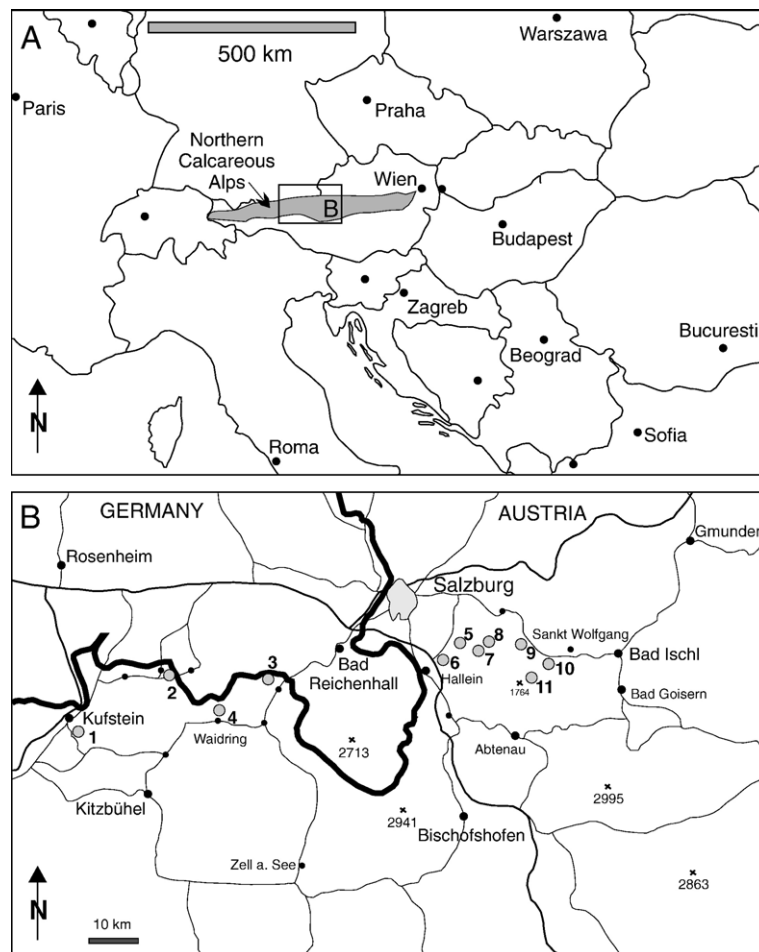 A
500 km
Warszawa
Paris
Praha
Northern
Calcareous
Alps
Wien
B
Budapest
Zagreb
Bucuresti
Beograd
N
Roma
Sofia
B
GERMANY
AUSTRIA
Gmunden
Rosenheim
Salzburg
5
8
Sankt Wolfgang
9
6
7
Bad Ischl
3
Bad
Reichenhall
Hallein
10
2
11
1764
Bad Goisern
Kufstein
4
1
Waidring
2713
Abtenau
Kitzbühel
2995
2941
Bischofshofen
Zell a. See
2863
N
10 km